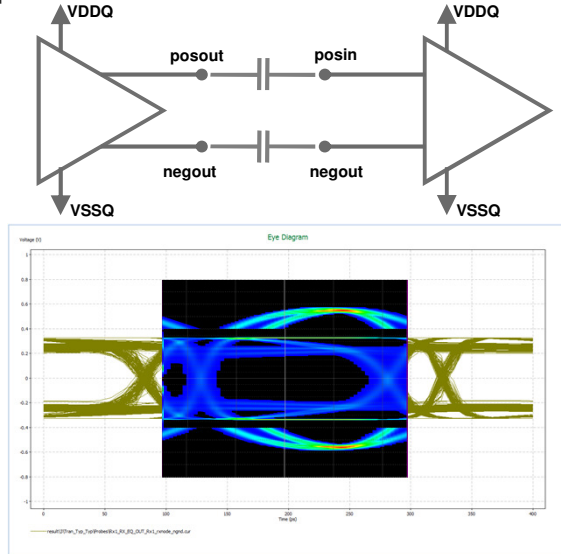 VDDQ VDDQ
posout posin
negout negout
VSSQ VSSQ
Eye Diagram
Voltage (V)
1
0.8
0.6
0.4
0.2
0
-0.2
-0.4
-0.6
-0.8
-1
0 50 100 150 200 250 300 350 400
Time (ps)